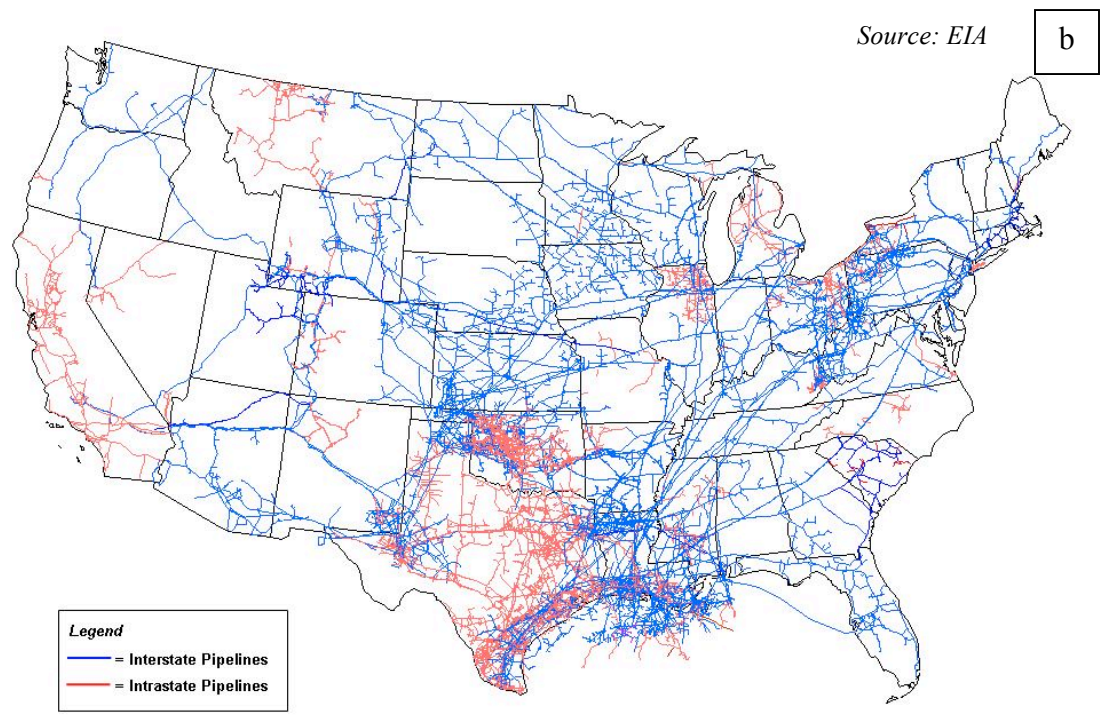 Source: EIA
b
Legend
= Interstate Pipelines
= Intrastate Pipelines